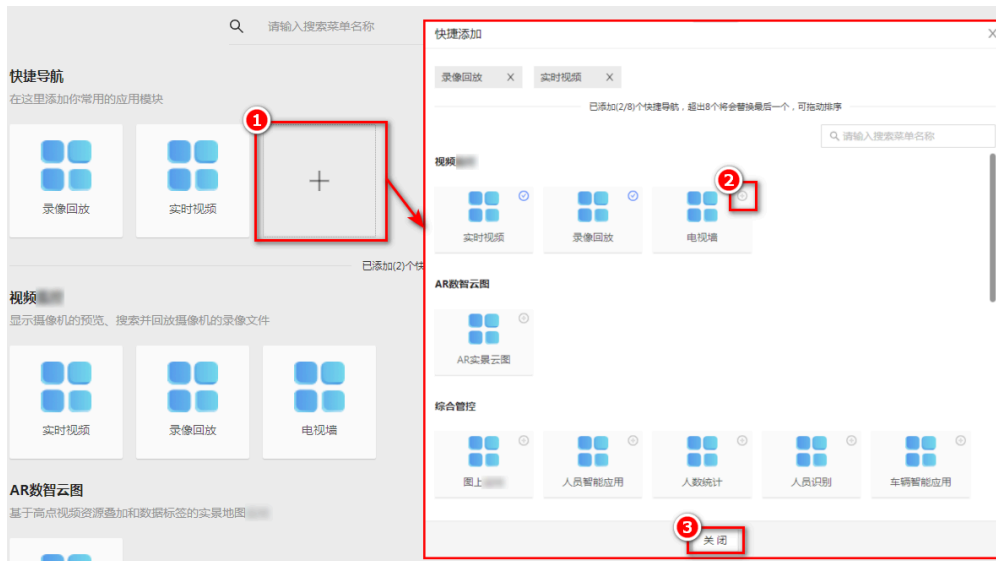 请输入搜索菜单名称
快捷导航
在这里添加你常用的应用模块
1
录像回放
实时视频
已添加(2)个快
视频
显示摄像机的预览、搜索并回放摄像机的录像文件
实时视频
录像回放
电视墙
AR数智云图
基于高点视频资源叠加和数据标签的实景地图
快捷添加
录像回放 X 实时视频 X
已添加(2/8)个快捷导航，超出8个将会替换最后一个，可拖动排序
请输入搜索菜单名称
视频
2
实时视频
录像回放
电视墙
AR数智云图
AR实景云图
综合管控
图上
人员智能应用
人数统计
人员识别
车辆智能应用
3
关闭